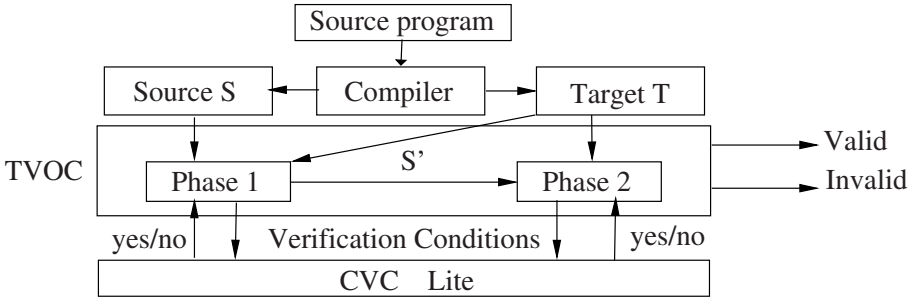 Source program
Source S
Compiler
Target T
TVOC
S’
Valid
Phase 1
Phase 2
Invalid
yes/no
Verification Conditions
yes/no
CVC Lite